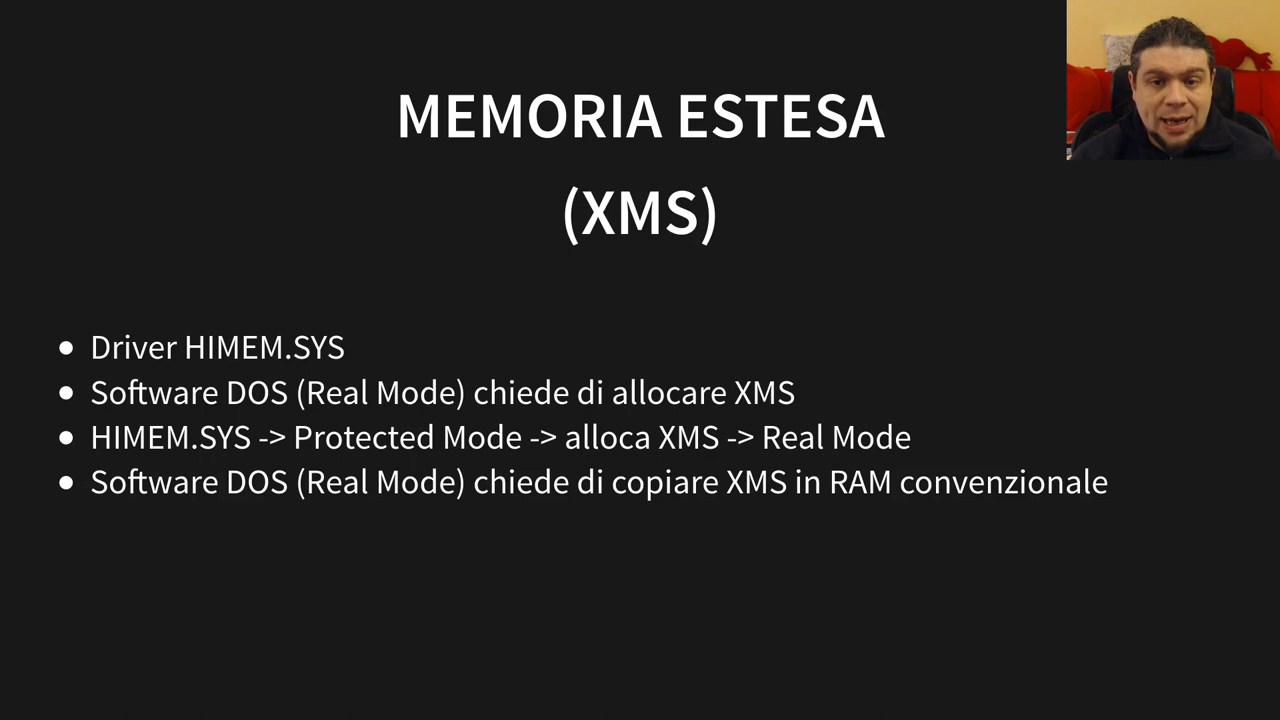 MEMORIA ESTESA
(XMS)
• Driver HIMEM.SYS
• Software DOS (Real Mode) chiede di allocare XMS
• HIMEM.SYS -> Protected Mode -> alloca XMS -> Real Mode
• Software DOS (Real Mode) chiede di copiare XMS in RAM convenzionale